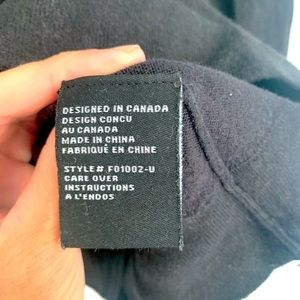 DESIGNED IN CANADA
DESIGN CONCU
AU CANADA
MADE IN CHINA
FABRIQUÉ EN CHINE
STYLE# F01002-U
CARE OVER
INSTRUCTIONS
A L'ENDOS